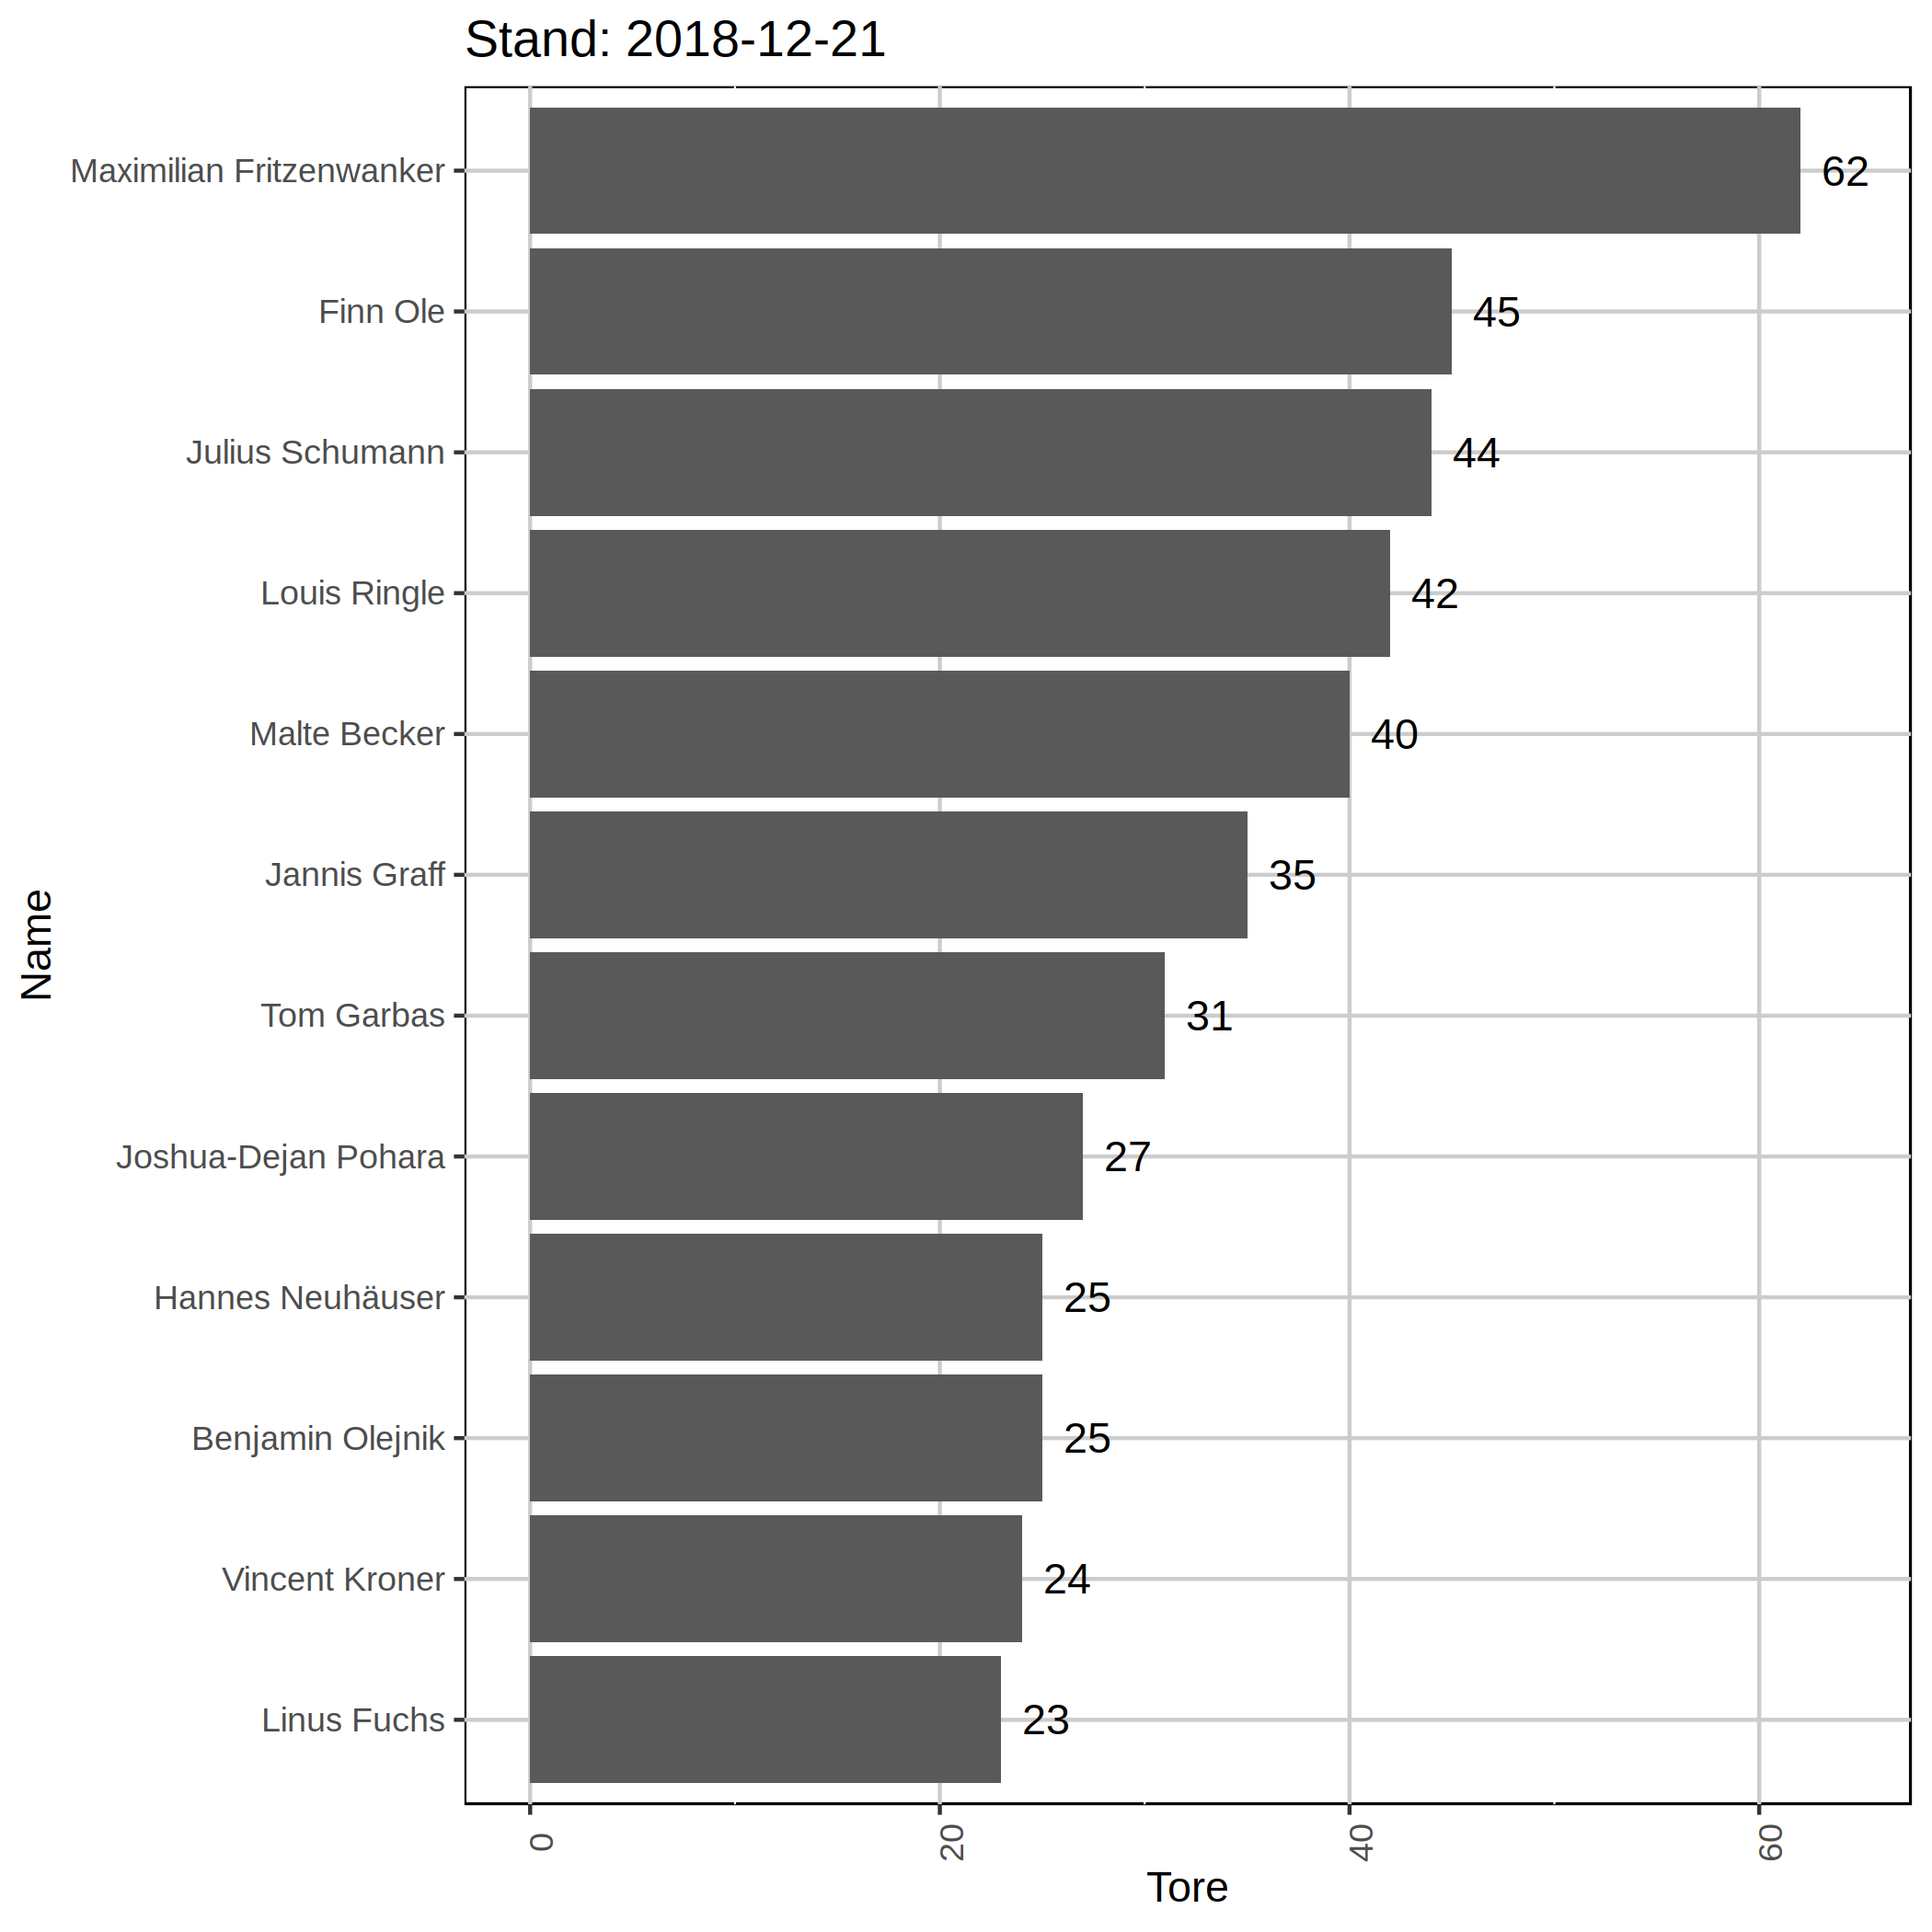 Stand: 2018-12-21
Maximilian Fritzenwanker 62
Finn Ole 45
Julius Schumann 44
Louis Ringle 42
Malte Becker 40
Jannis Graff 35
Tom Garbas 31
Joshua-Dejan Pohara 27
Hannes Neuhäuser 25
Benjamin Olejnik 25
Vincent Kroner 24
Linus Fuchs 23
Name
0 20 40 60
Tore